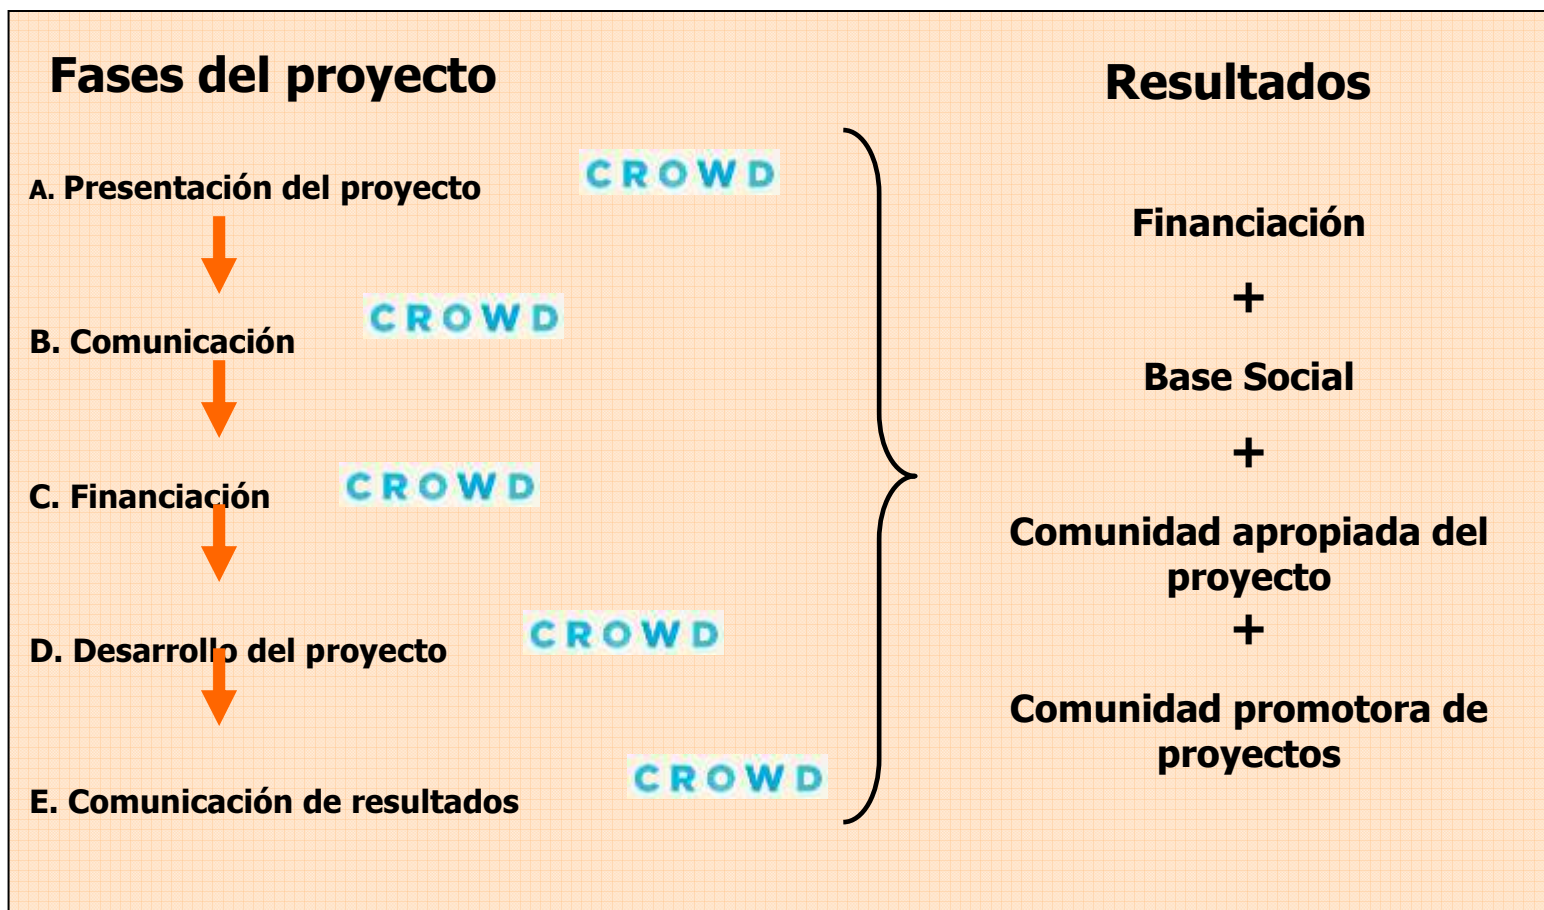 Fases del proyecto
A. Presentación del proyecto
CROWD
B. Comunicación
CROWD
C. Financiación
CROWD
D. Desarrollo del proyecto
CROWD
E. Comunicación de resultados
CROWD
Resultados
Financiación
+
Base Social
+
Comunidad apropiada del
proyecto
+
Comunidad promotora de
proyectos